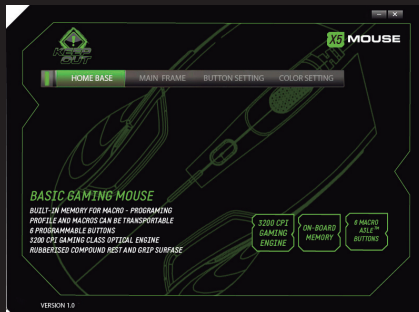 KEEP OUT
X5 MOUSE
HOME BASE MAIN FRAME BUTTON SETTING COLOR SETTING
BASIC GAMING MOUSE
BUILT-IN MEMORY FOR MACRO - PROGRAMING
PROFILE AND MACROS CAN BE TRANSPORTABLE
6 PROGRAMMABLE BUTTONS
3200 CPI GAMING CLASS OPTICAL ENGINE
RUBBERISED COMPOUND REST AND GRIP SURFASE
3200 CPI
GAMING
ENGINE
ON-BOARD
MEMORY
6 MACRO
ABLE™
BUTTONS
VERSION 1.0